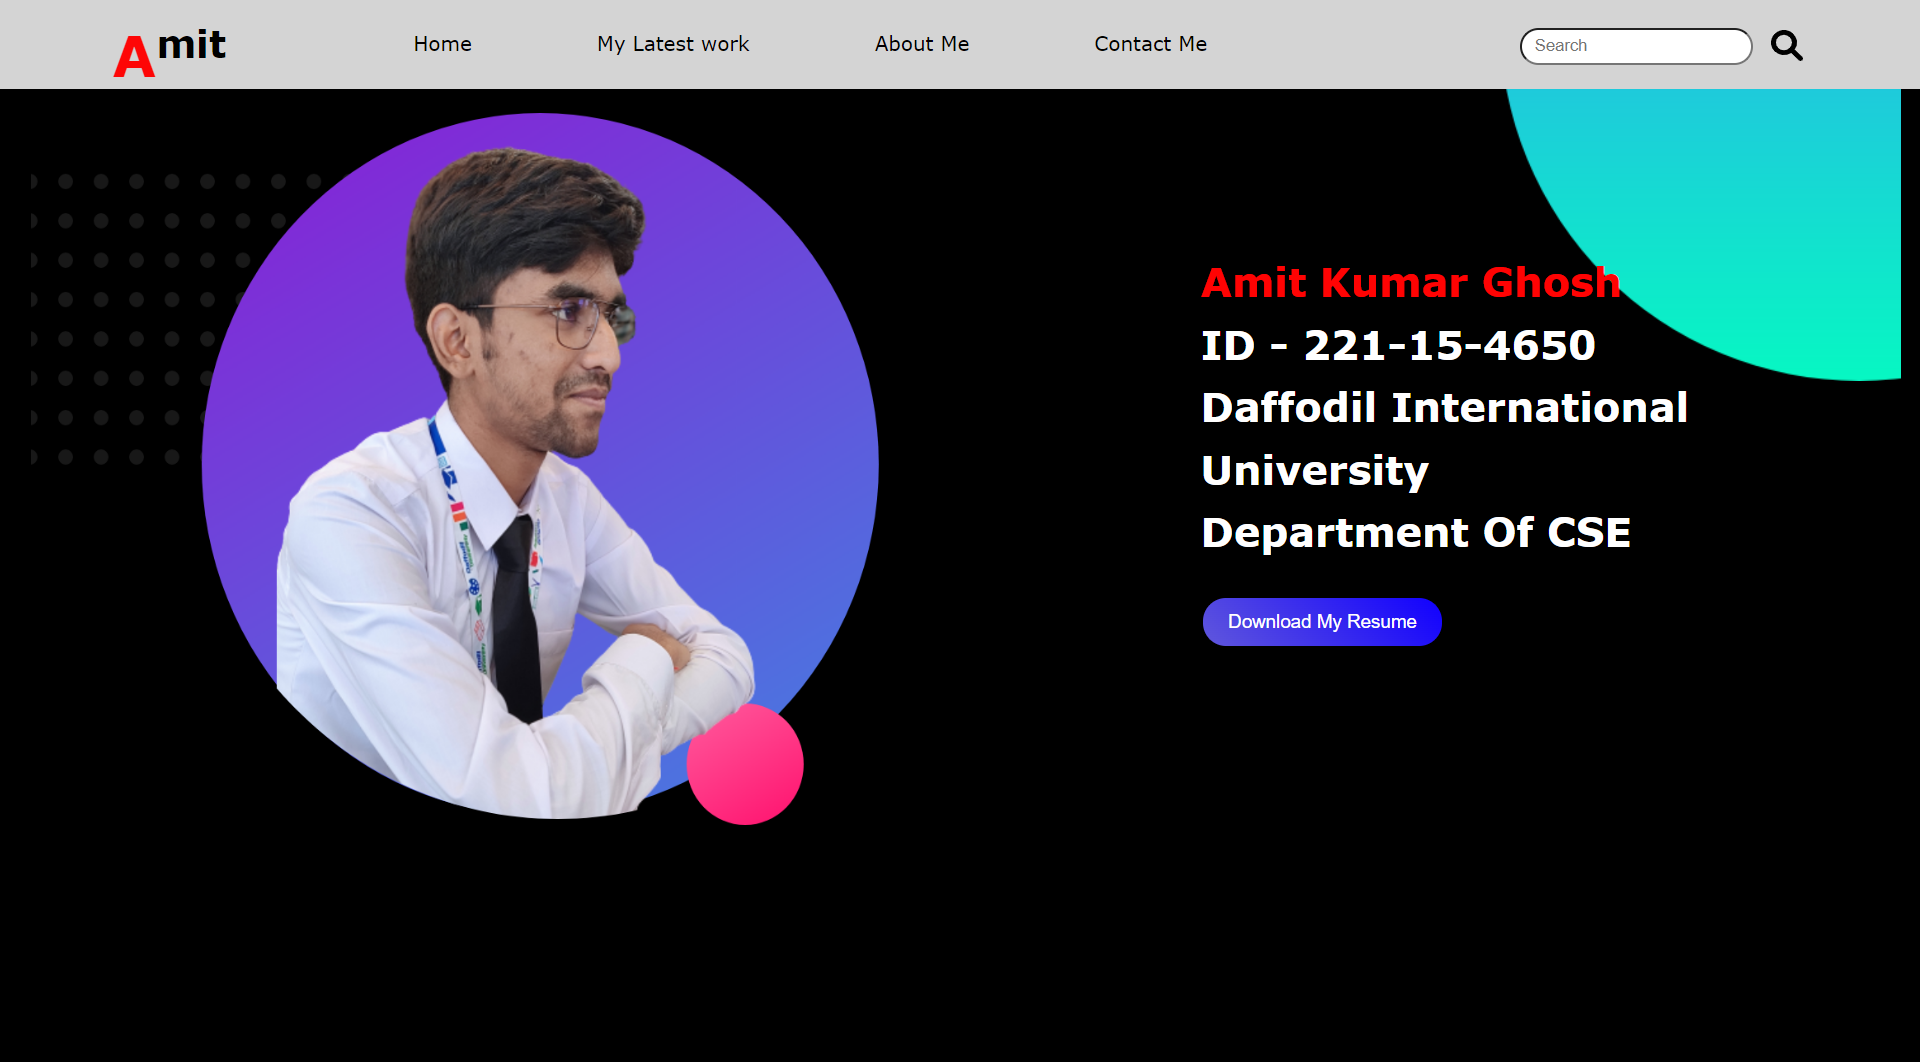 Amit
Home
My Latest work
About Me
Contact Me
Search
Amit Kumar Ghosh
ID - 221-15-4650
Daffodil International
University
Department Of CSE
Download My Resume